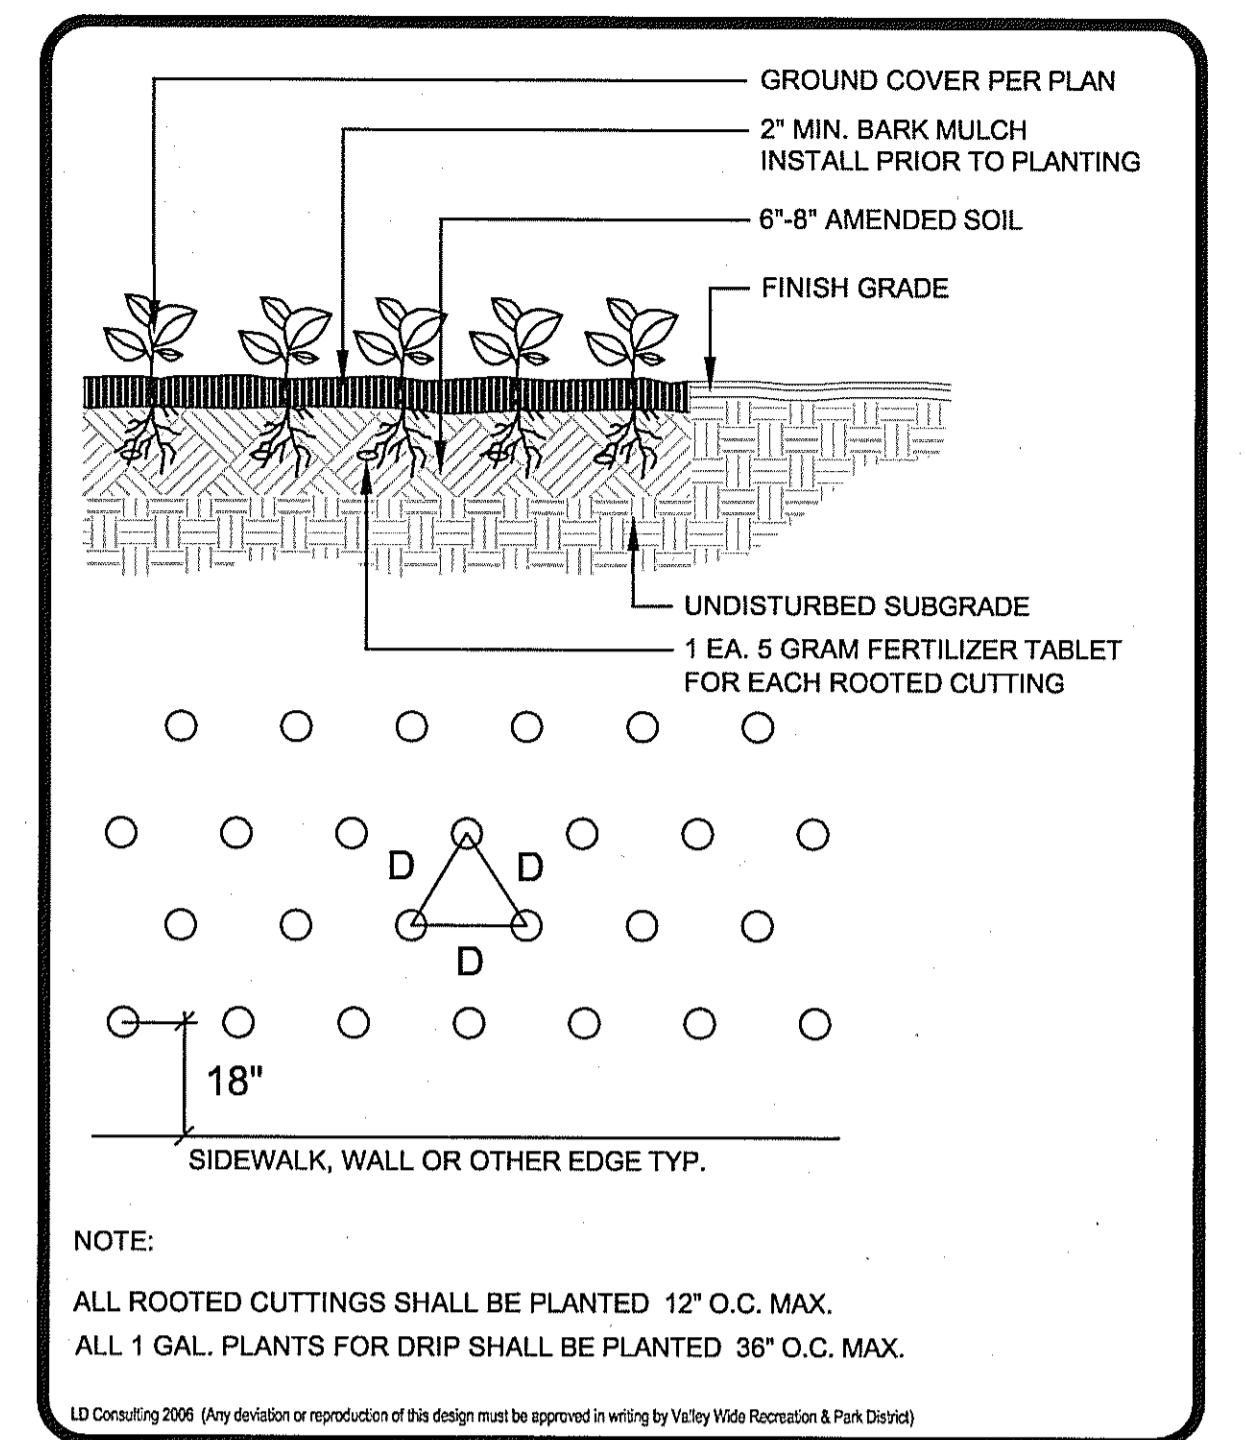 GROUND COVER PER PLAN
2" MIN. BARK MULCH
INSTALL PRIOR TO PLANTING
6"-8" AMENDED SOIL
FINISH GRADE
UNDISTURBED SUBGRADE
1 EA. 5 GRAM FERTILIZER TABLET
FOR EACH ROOTED CUTTING
D D
D
18"
SIDEWALK, WALL OR OTHER EDGE TYP.
NOTE:
ALL ROOTED CUTTINGS SHALL BE PLANTED 12" O.C. MAX.
ALL 1 GAL. PLANTS FOR DRIP SHALL BE PLANTED 36" O.C. MAX.
LD Consulting 2006 (Any deviation or reproduction of this design must be approved in writing by Valley Wide Recreation & Park District)